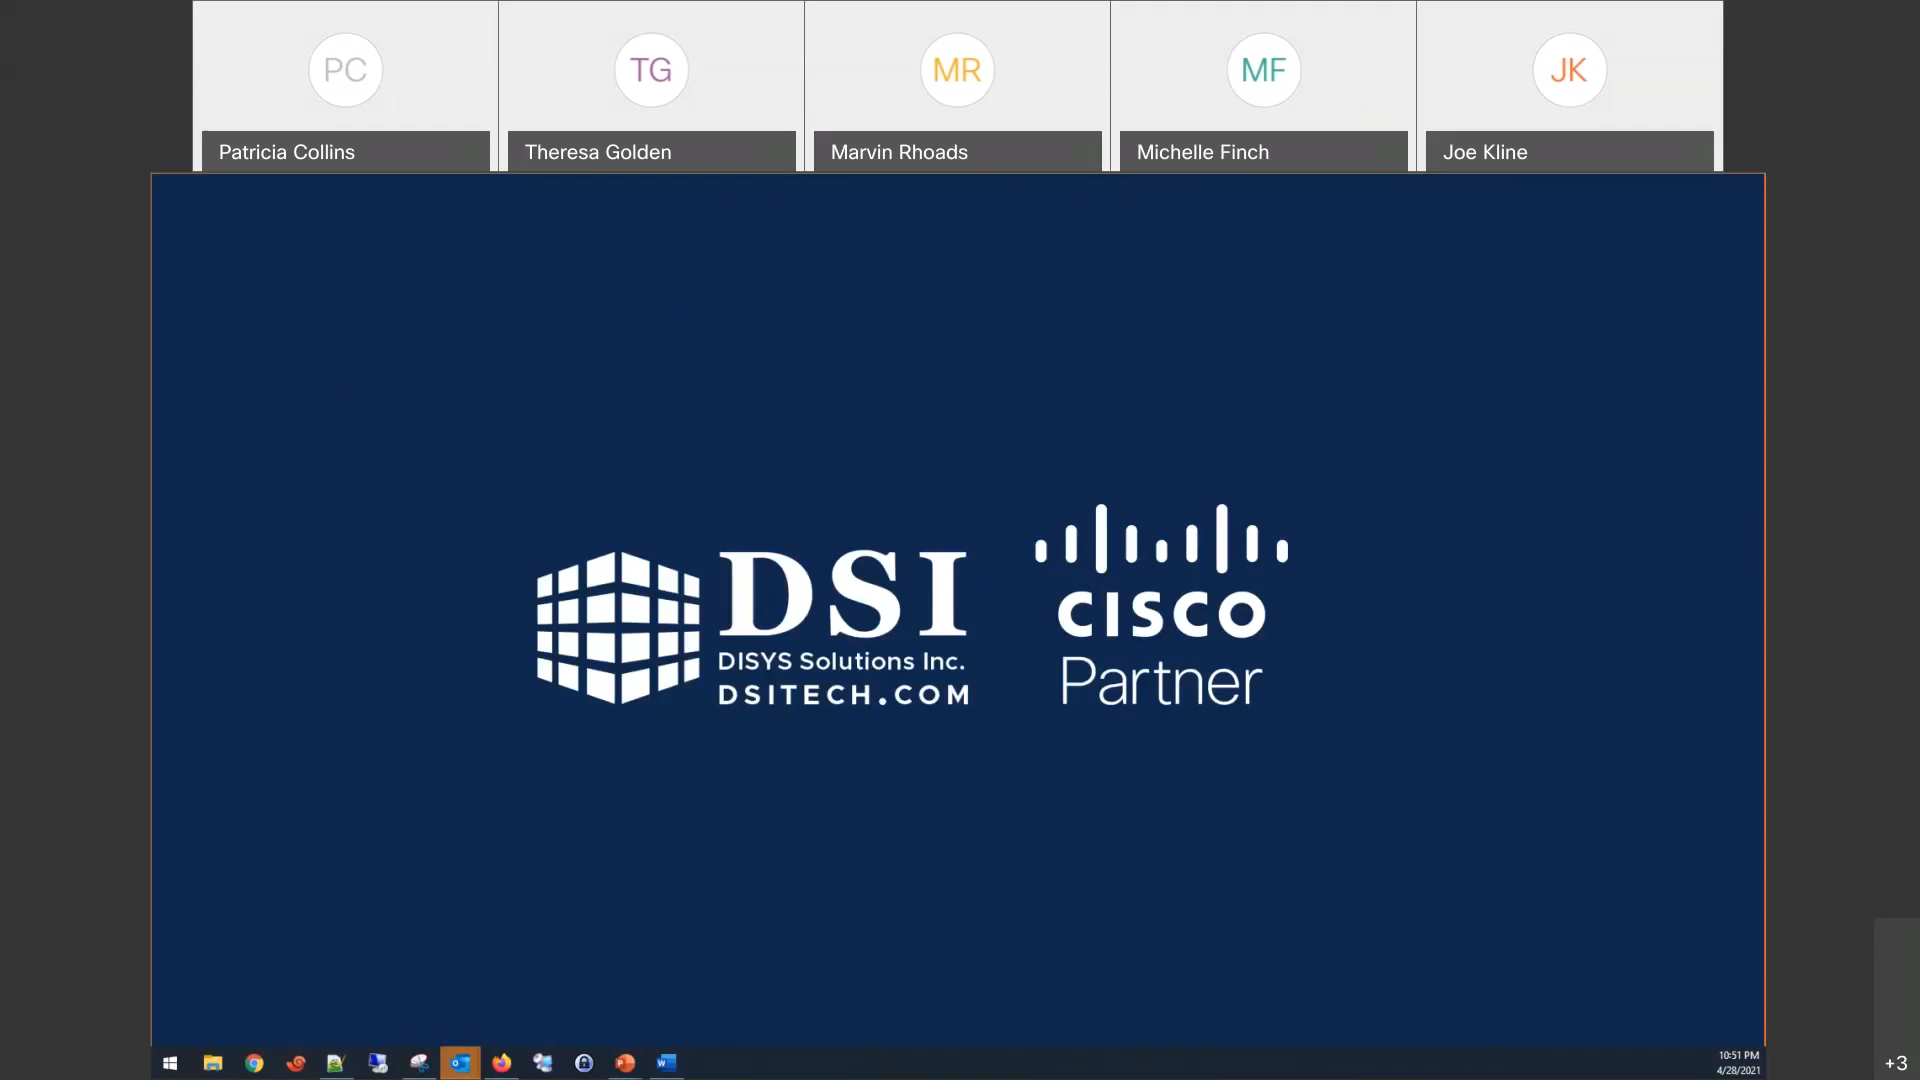 PC
TG
MR
MF
JK
Patricia Collins
Theresa Golden
Marvin Rhoads
Michelle Finch
Joe Kline
DSI
DISYS Solutions Inc.
DSITECH.COM
CISCO
Partner
10:51 PM
4/28/2021
+3